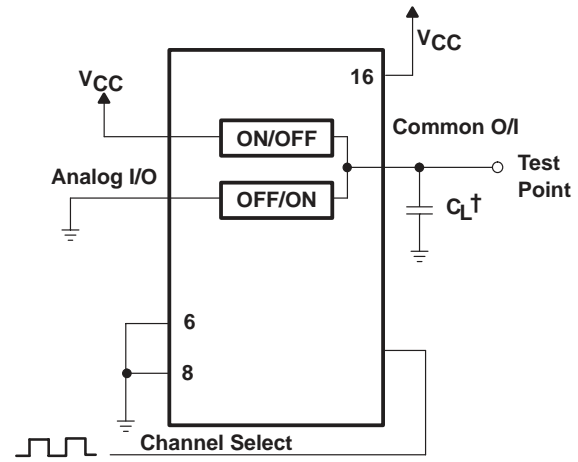 VCC
16
VCC
ON/OFF
Common O/I
Analog I/O
OFF/ON
Test
Point
CL†
6
8
Channel Select